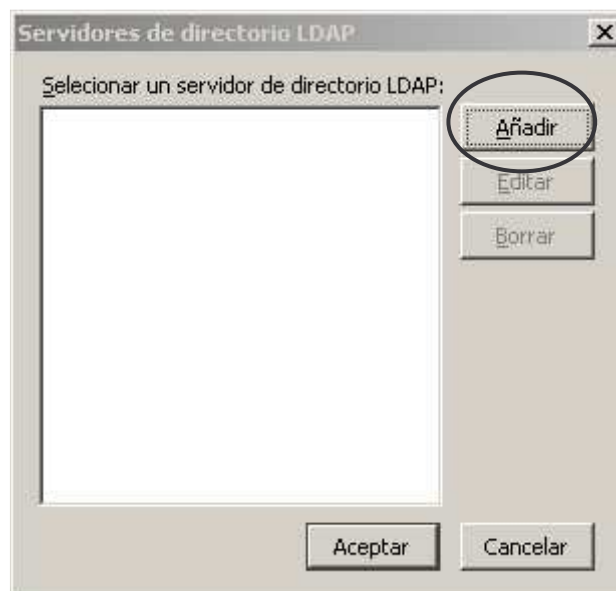 Servidores de directorio LDAP
Selecionar un servidor de directorio LDAP:
Añadir
Editar
Borrar
Aceptar
Cancelar